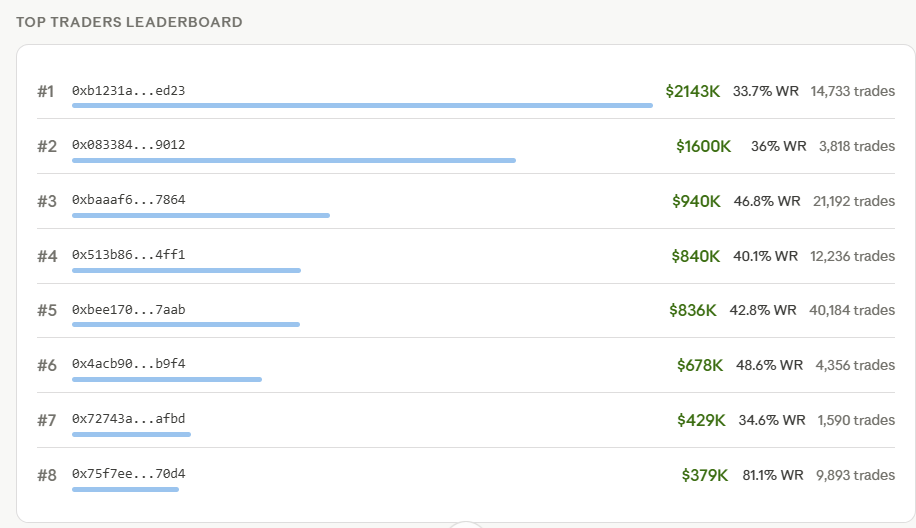 TOP TRADERS LEADERBOARD
#1 0xb1231a...ed23 $2143K 33.7% WR 14,733 trades
#2 0x083384...9012 $1600K 36% WR 3,818 trades
#3 0xbaaaf6...7864 $940K 46.8% WR 21,192 trades
#4 0x513b86...4ff1 $840K 40.1% WR 12,236 trades
#5 0xbee170...7aab $836K 42.8% WR 40,184 trades
#6 0x4acb90...b9f4 $678K 48.6% WR 4,356 trades
#7 0x72743a...afbd $429K 34.6% WR 1,590 trades
#8 0x75f7ee...70d4 $379K 81.1% WR 9,893 trades